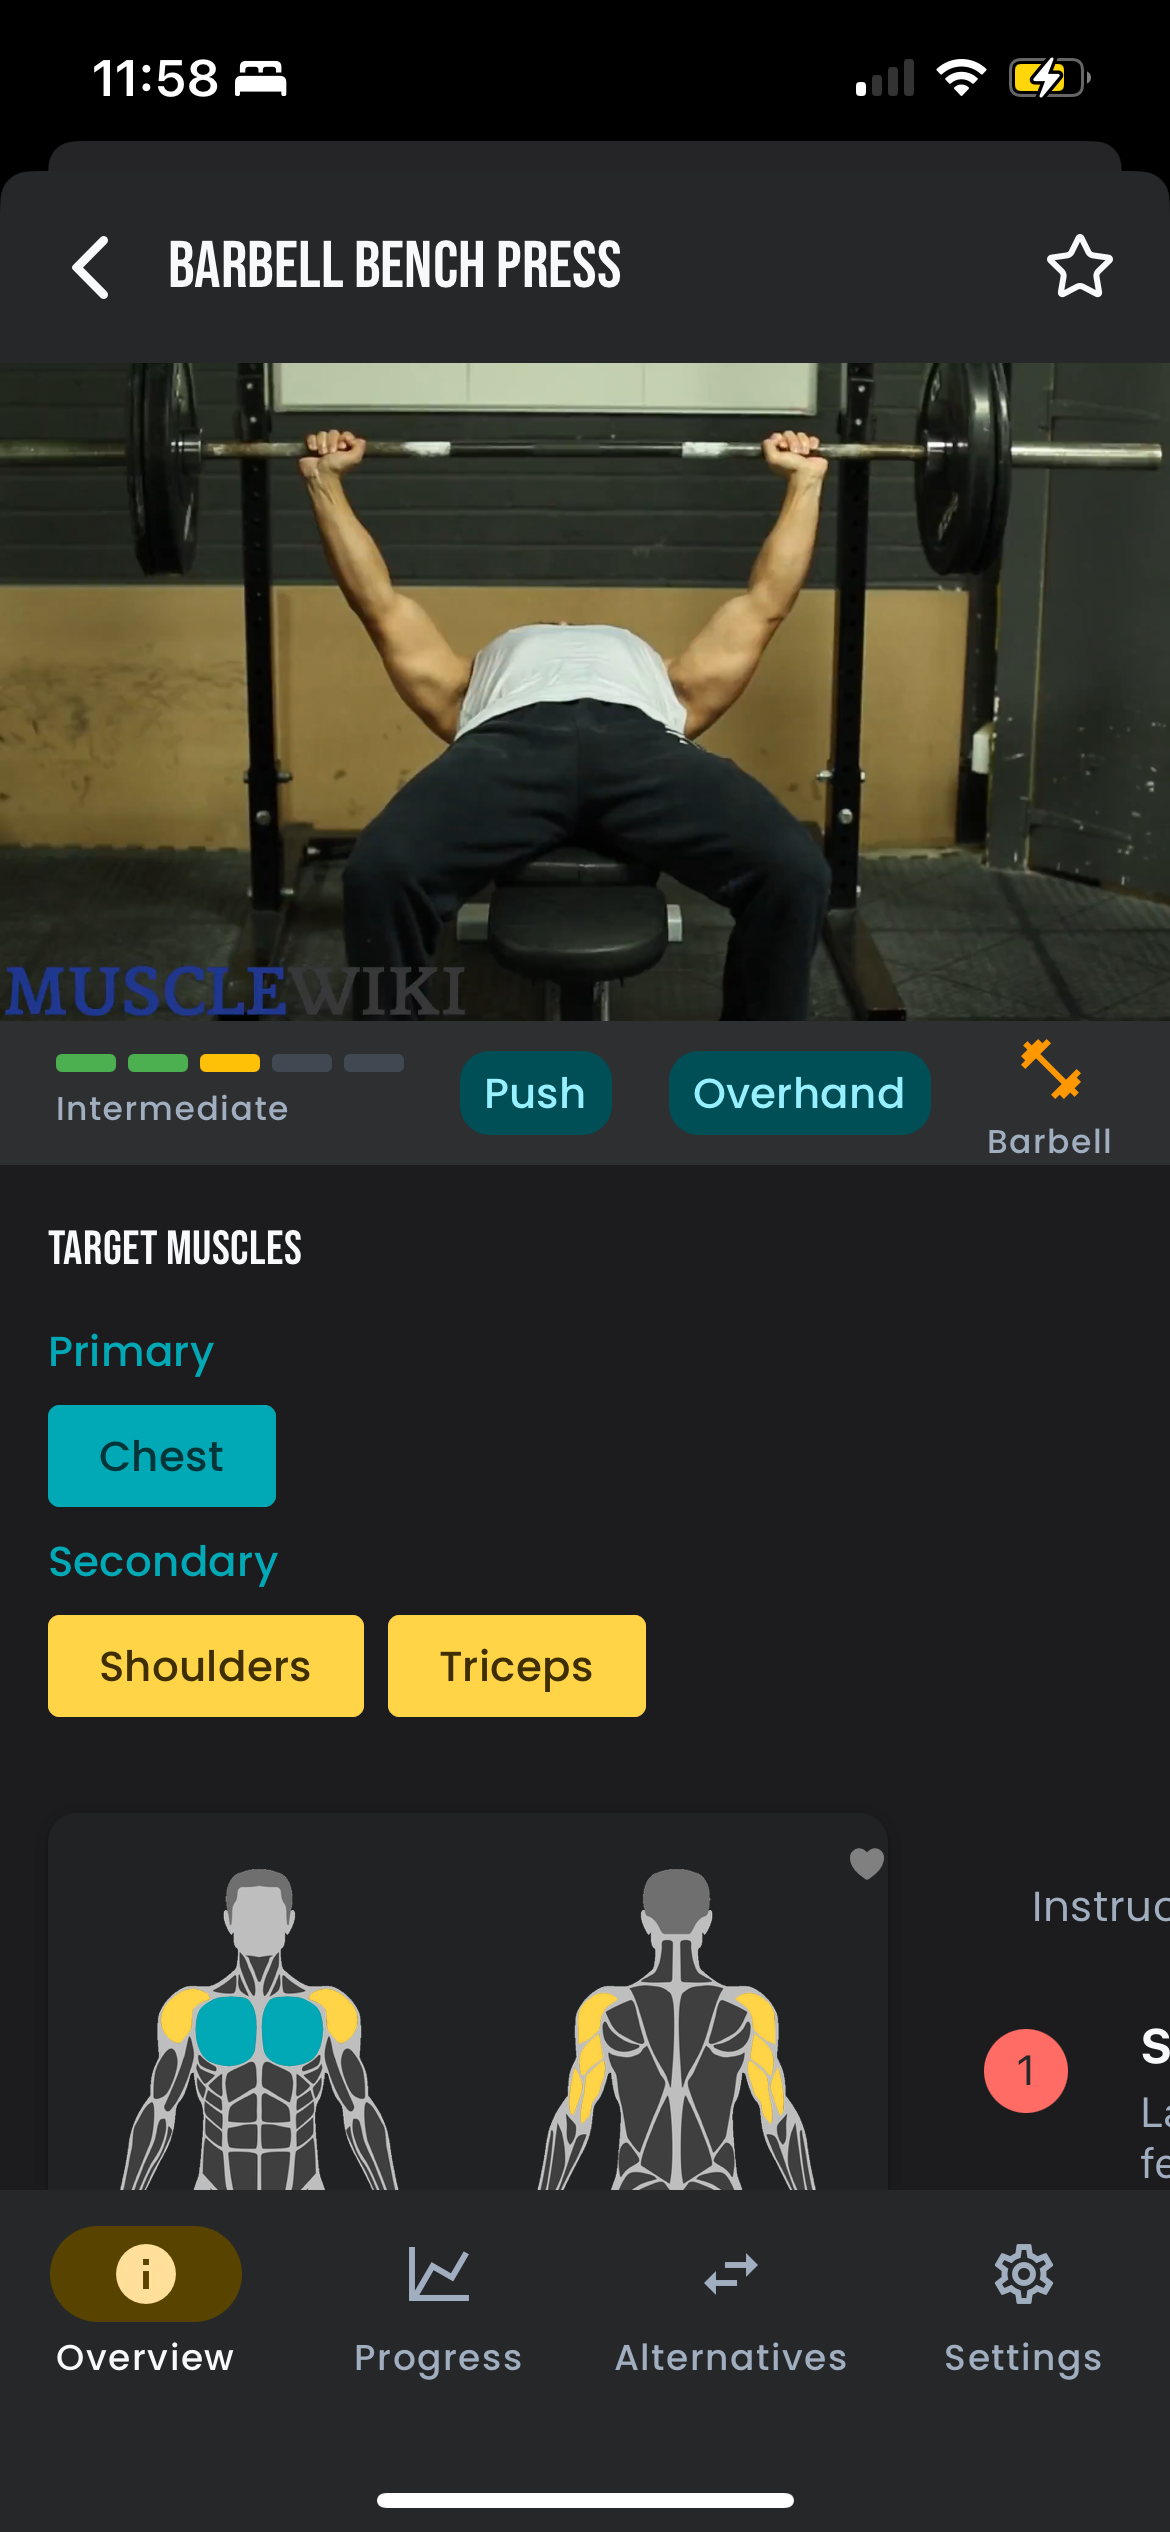 11:58
BARBELL BENCH PRESS
MUSCLEWIKI
Intermediate
Push
Overhand
Barbell
TARGET MUSCLES
Primary
Chest
Secondary
Shoulders
Triceps
Instruc
1
S
La
fe
Overview
Progress
Alternatives
Settings